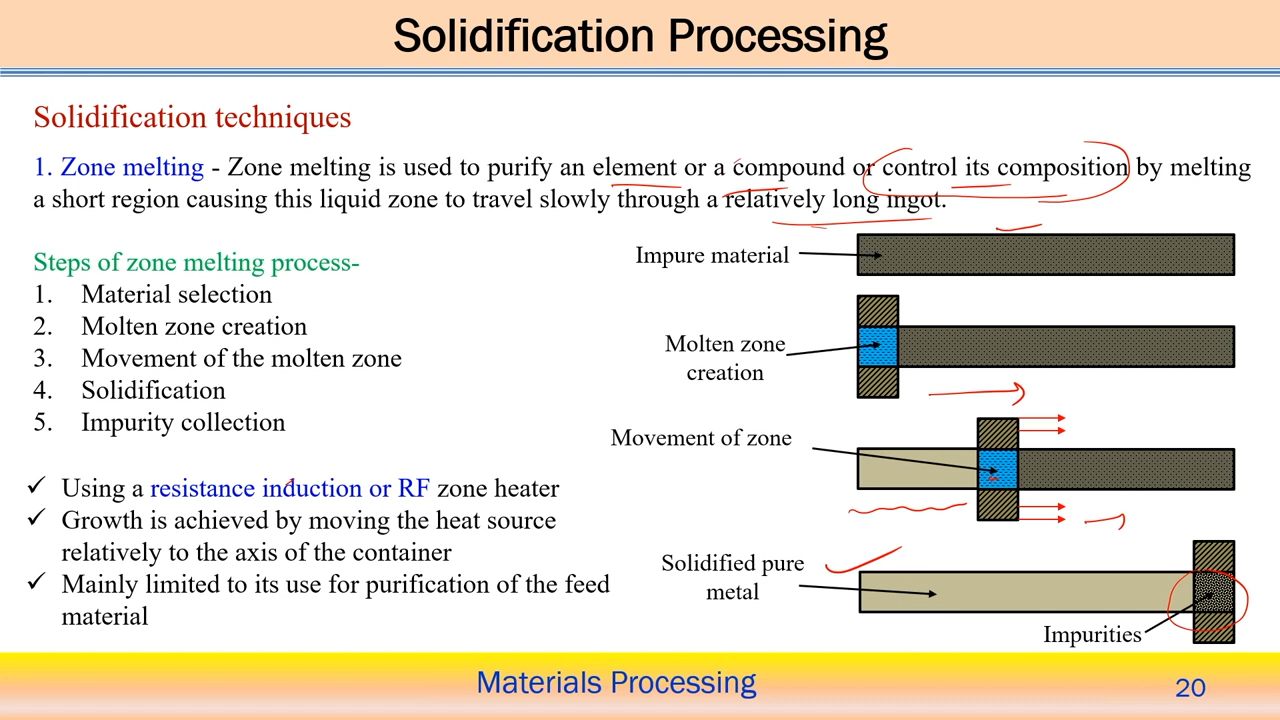 Solidification Processing
Solidification techniques
1. Zone melting - Zone melting is used to purify an element or a compound or control its composition by melting
a short region causing this liquid zone to travel slowly through a relatively long ingot.
Steps of zone melting process-
1. Material selection
2. Molten zone creation
3. Movement of the molten zone
4. Solidification
5. Impurity collection
✓ Using a resistance induction or RF zone heater
✓ Growth is achieved by moving the heat source
relatively to the axis of the container
✓ Mainly limited to its use for purification of the feed
material
Impure material
Molten zone
creation
Movement of zone
Solidified pure
metal
Impurities
Materials Processing
20